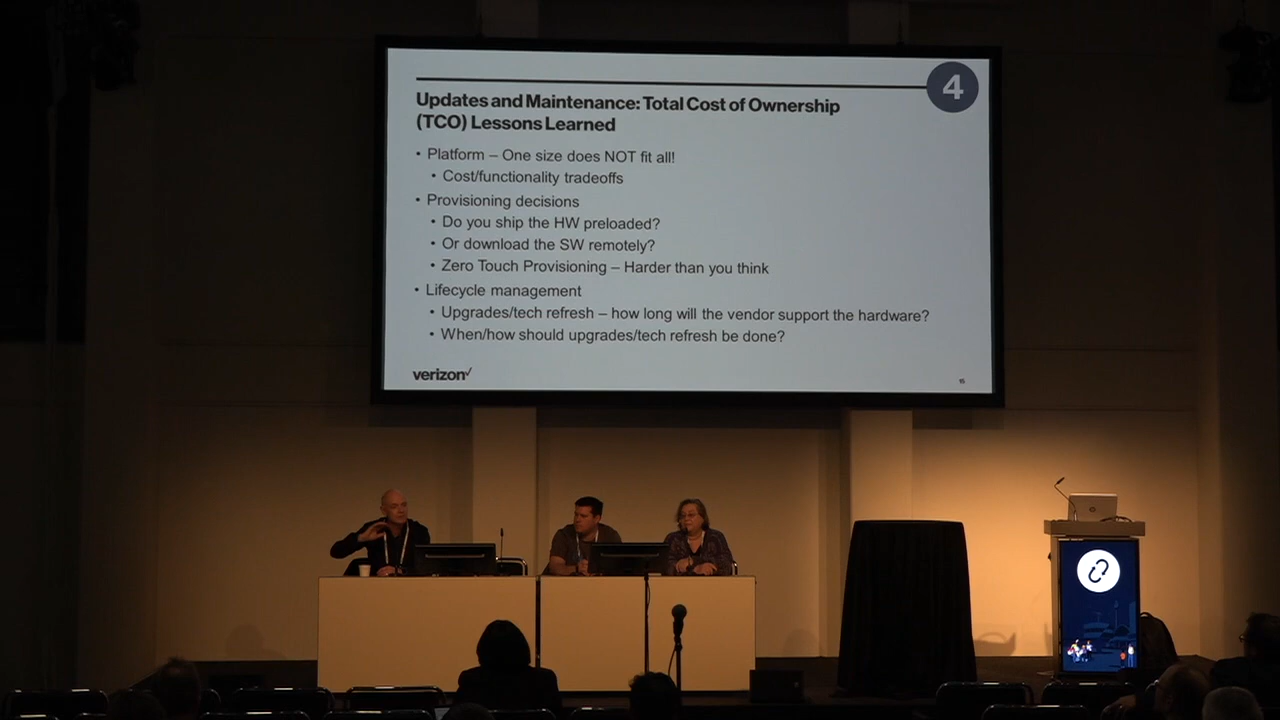 4
Updates and Maintenance: Total Cost of Ownership
(TCO) Lessons Learned
• Platform – One size does NOT fit all!
• Cost/functionality tradeoffs
• Provisioning decisions
• Do you ship the HW preloaded?
• Or download the SW remotely?
• Zero Touch Provisioning – Harder than you think
• Lifecycle management
• Upgrades/tech refresh – how long will the vendor support the hardware?
• When/how should upgrades/tech refresh be done?
verizon✓
15